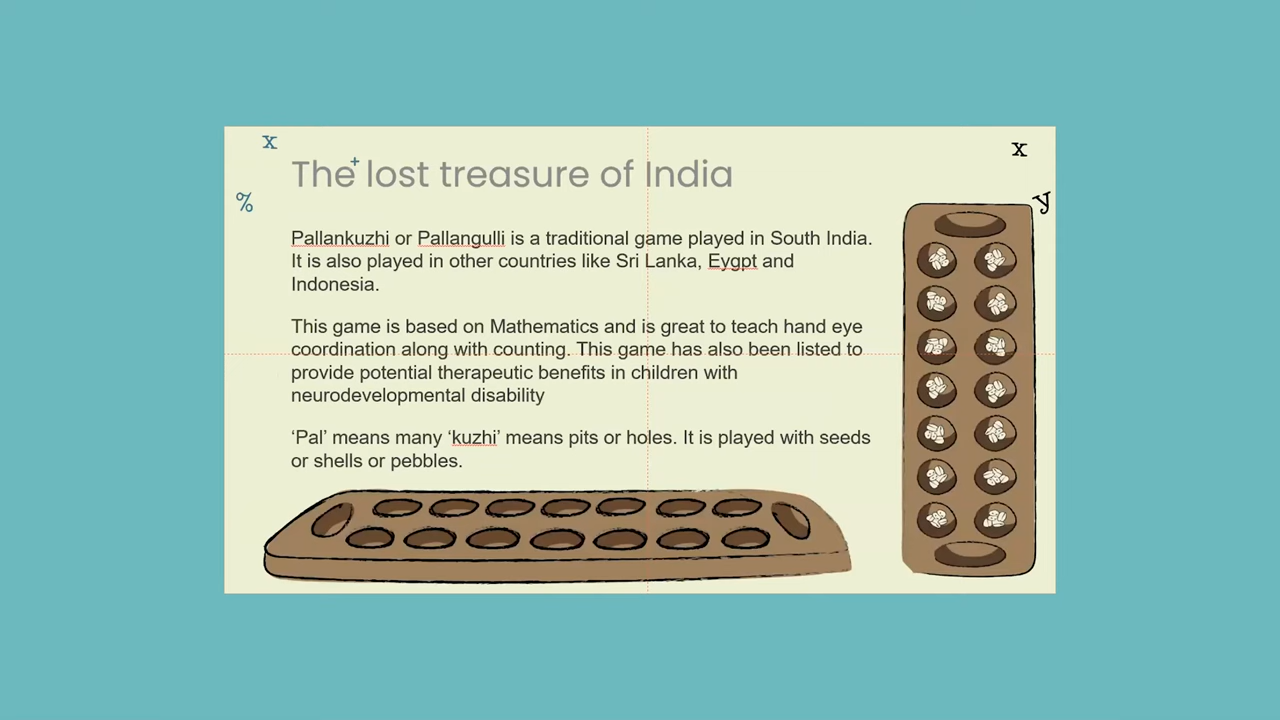 x
x
+
The lost treasure of India
%
y
Pallankuzhi or Pallangulli is a traditional game played in South India.
It is also played in other countries like Sri Lanka, Eygpt and
Indonesia.
This game is based on Mathematics and is great to teach hand eye
coordination along with counting. This game has also been listed to
provide potential therapeutic benefits in children with
neurodevelopmental disability
‘Pal’ means many ‘kuzhi’ means pits or holes. It is played with seeds
or shells or pebbles.